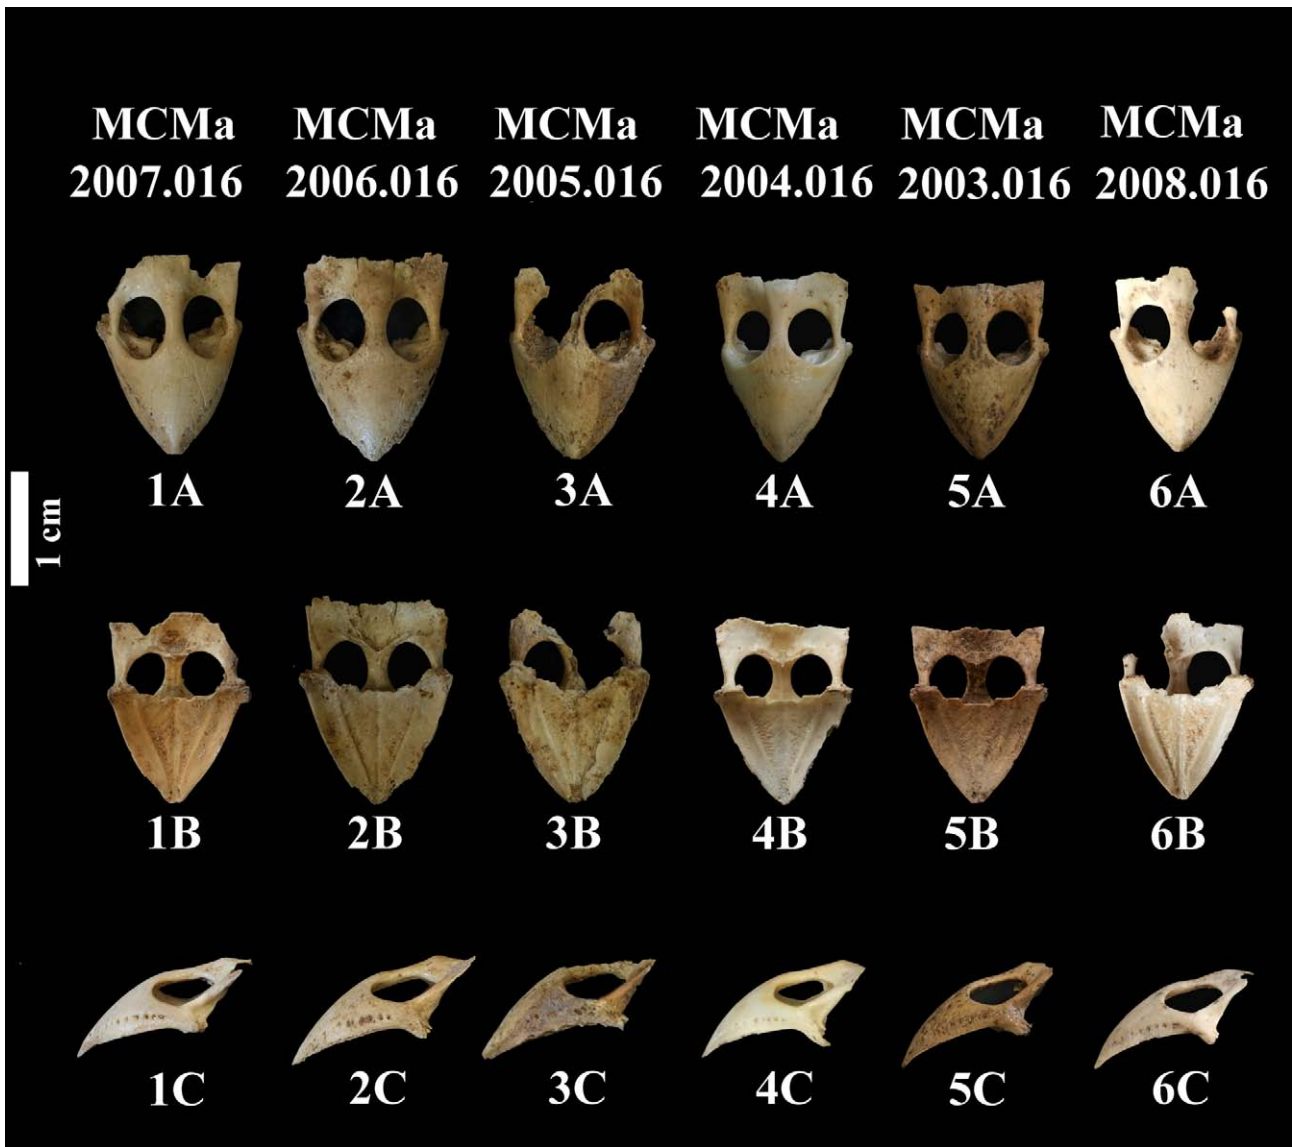 MCMa MCMa MCMa MCMa MCMa MCMa
2007.016 2006.016 2005.016 2004.016 2003.016 2008.016
1A 2A 3A 4A 5A 6A
1 cm
1B 2B 3B 4B 5B 6B
1C 2C 3C 4C 5C 6C